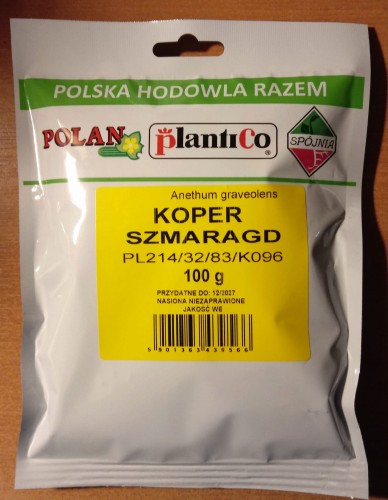 POLSKA HODOWLA RAZEM
POLAN
PlantiCo®
SPÓJNIA
Anethum graveolens
KOPER
SZMARAGD
PL214/32/83/K096
100 g
PRZYDATNE DO: 12/2027
NASIONA NIEZAPRAWIONE
JAKOŚĆ WE
5901363439566